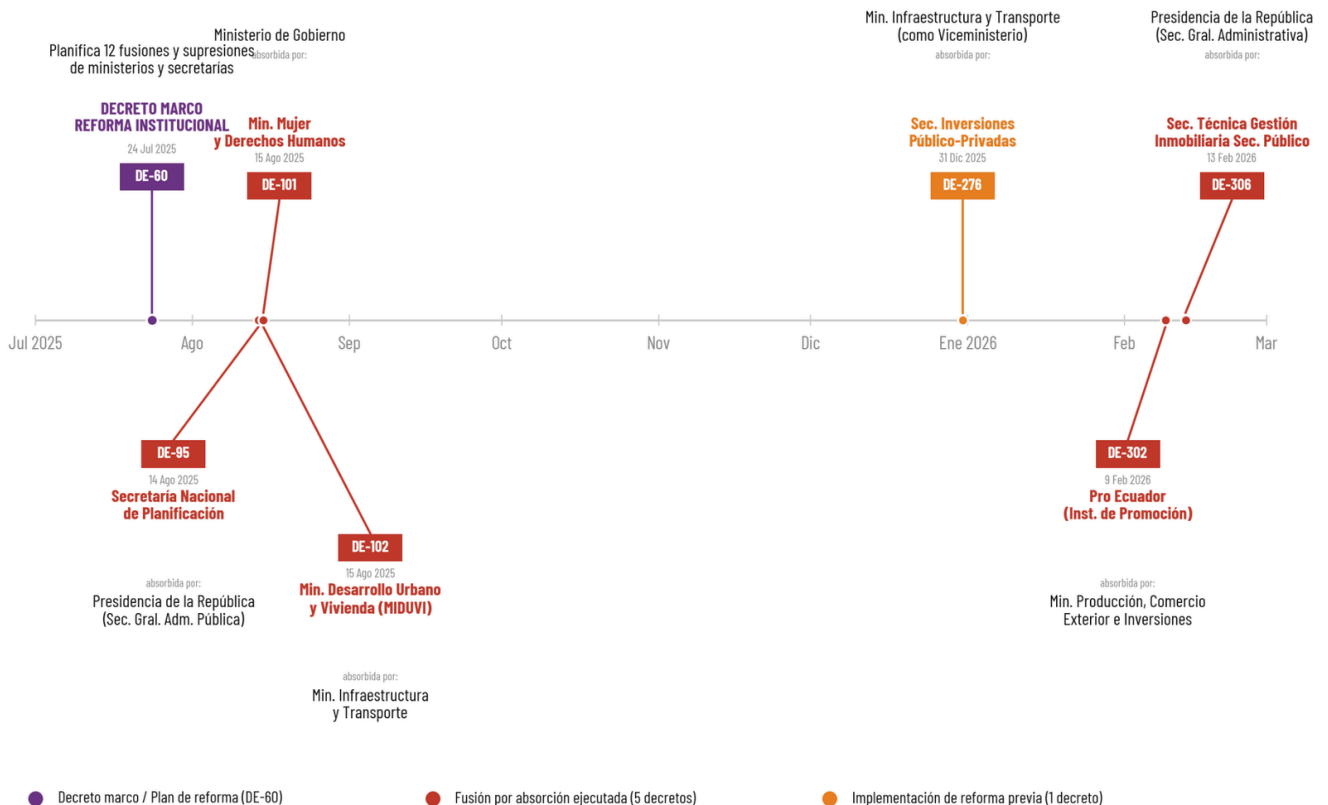 Ministerio de Gobierno
absorbida por:
Planifica 12 fusiones y supresiones
de ministerios y secretarías
DECRETO MARCO
REFORMA INSTITUCIONAL
24 Jul 2025
DE-60
Min. Mujer
y Derechos Humanos
15 Ago 2025
DE-101
Min. Infraestructura y Transporte
(como Viceministerio)
absorbida por:
Sec. Inversiones
Público-Privadas
31 Dic 2025
DE-276
Presidencia de la República
(Sec. Gral. Administrativa)
absorbida por:
Sec. Técnica Gestión
Inmobiliaria Sec. Público
13 Feb 2026
DE-306
Jul 2025
Ago
Sep
Oct
Nov
Dic
Ene 2026
Feb
Mar
DE-95
14 Ago 2025
Secretaría Nacional
de Planificación
absorbida por:
Presidencia de la República
(Sec. Gral. Adm. Pública)
DE-102
15 Ago 2025
Min. Desarrollo Urbano
y Vivienda (MIDUVI)
absorbida por:
Min. Infraestructura
y Transporte
DE-302
9 Feb 2026
Pro Ecuador
(Inst. de Promoción)
absorbida por:
Min. Producción, Comercio
Exterior e Inversiones
Decreto marco / Plan de reforma (DE-60)
Fusión por absorción ejecutada (5 decretos)
Implementación de reforma previa (1 decreto)